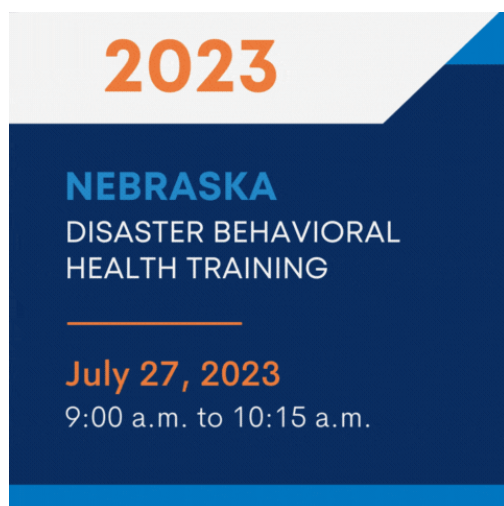 2023
NEBRASKA
DISASTER BEHAVIORAL
HEALTH TRAINING
July 27, 2023
9:00 a.m. to 10:15 a.m.